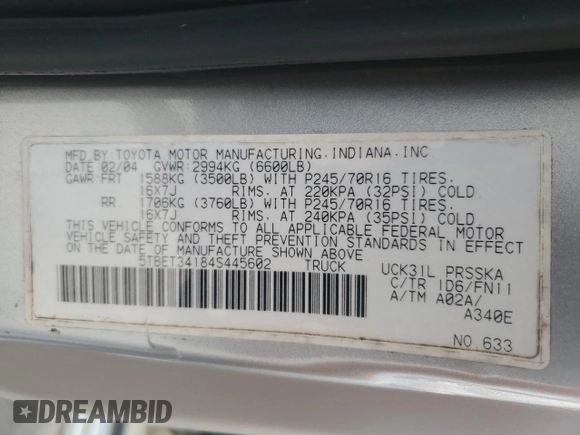 MFD.BY:TOYOTA MOTOR MANUFACTURING.INDIANA.INC
DATE 02/04 GVWR:2994KG (6600LB)
GAWR:FRT 1588KG (3500LB) WITH P245/70R16 TIRES.
16X7J RIMS. AT 220KPA (32PSI) COLD
RR. 1706KG (3760LB) WITH P245/70R16 TIRES.
16X7J RIMS. AT 240KPA (35PSI) COLD
THIS VEHICLE CONFORMS TO ALL APPLICABLE FEDERAL MOTOR
VEHICLE SAFETY AND THEFT PREVENTION STANDARDS IN EFFECT
ON THE DATE OF MANUFACTURE SHOWN ABOVE
5TBET34184S445602 TRUCK
UCK31L PRSSKA
C/TR 1D6/FN11
A/TM A02A/
A340E
NO.633
DREAMBID